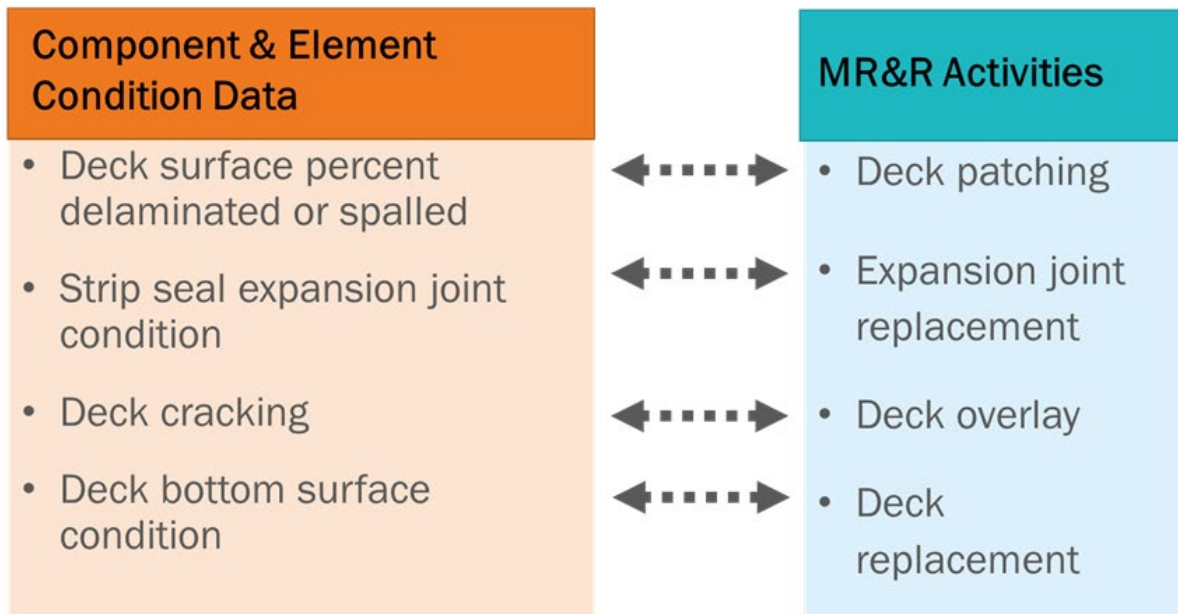 Component & Element
Condition Data
• Deck surface percent
delaminated or spalled
• Strip seal expansion joint
condition
• Deck cracking
• Deck bottom surface
condition
MR&R Activities
• Deck patching
• Expansion joint
replacement
• Deck overlay
• Deck
replacement